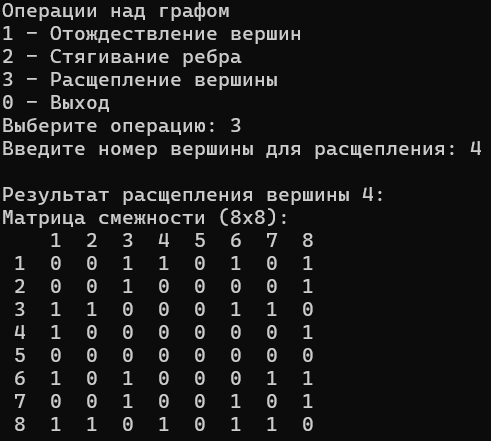 Операции над графом
1 – Отождествление вершин
2 – Стягивание ребра
3 – Расщепление вершины
0 – Выход
Выберите операцию: 3
Введите номер вершины для расщепления: 4
Результат расщепления вершины 4:
Матрица смежности (8x8):
1 2 3 4 5 6 7 8
1 0 0 1 1 0 1 0 1
2 0 0 1 0 0 0 0 1
3 1 1 0 0 0 1 1 0
4 1 0 0 0 0 0 0 1
5 0 0 0 0 0 0 0 0
6 1 0 1 0 0 0 1 1
7 0 0 1 0 0 1 0 1
8 1 1 0 1 0 1 1 0